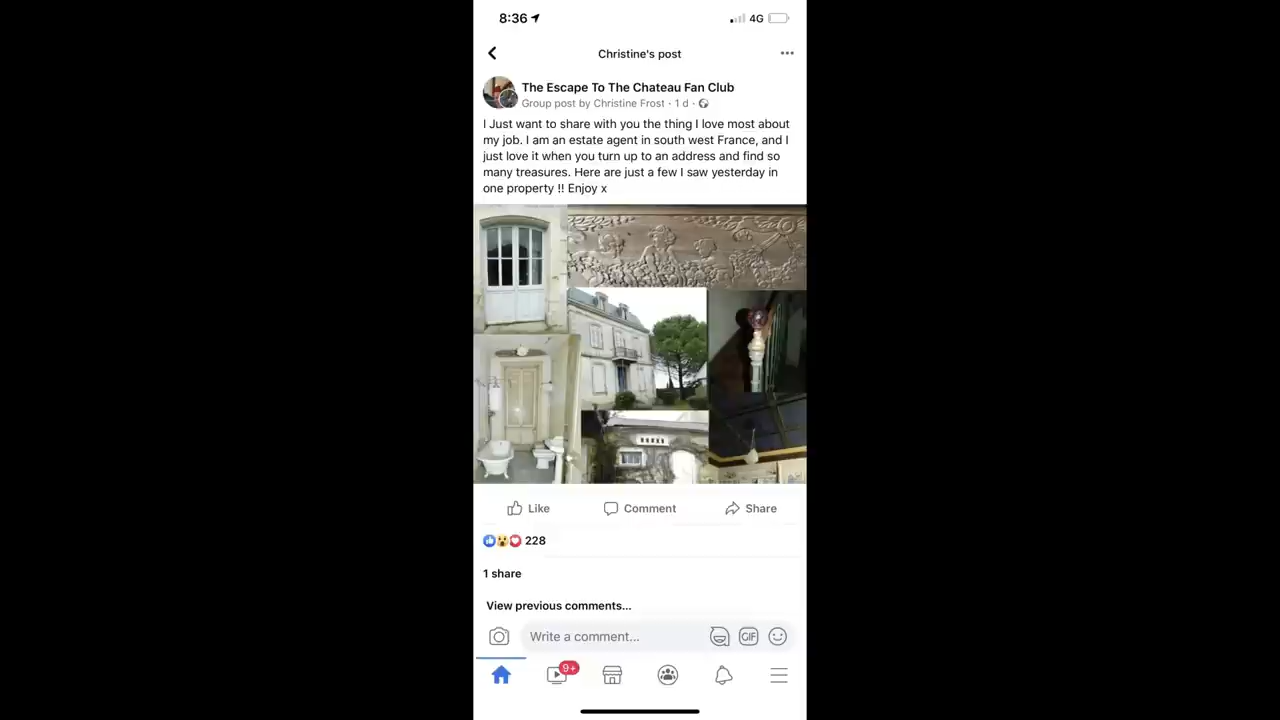 8:36
4G
Christine's post
The Escape To The Chateau Fan Club
Group post by Christine Frost · 1 d ·
I Just want to share with you the thing I love most about
my job. I am an estate agent in south west France, and I
just love it when you turn up to an address and find so
many treasures. Here are just a few I saw yesterday in
one property !! Enjoy x
Like
Comment
Share
228
1 share
View previous comments...
Write a comment...
GIF
9+